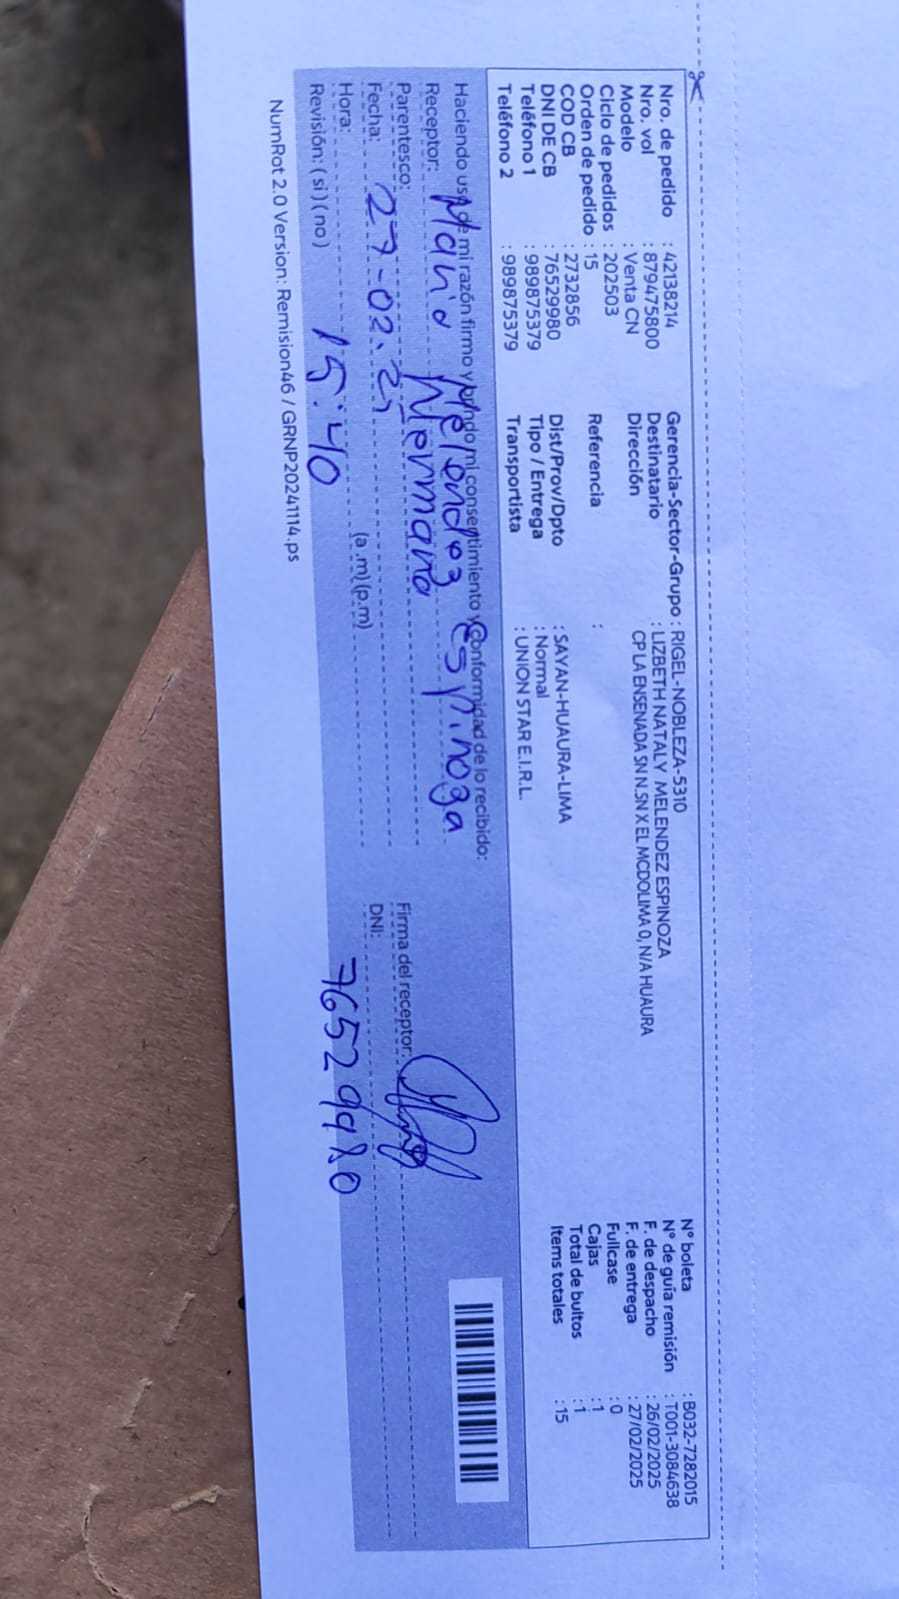 Nro. de pedido : 42138214
Nro. vol : 879475800
Modelo : Venta CN
Ciclo de pedidos : 202503
Orden de pedido : 15
COD CB : 2732856
DNI DE CB : 76529980
Teléfono 1 : 989875379
Teléfono 2 : 989875379
Gerencia-Sector-Grupo : RIGEL-NOBLEZA-5310
Destinatario : LIZBETH NATALY MELENDEZ ESPINOZA
Dirección CP LA ENSENADA SN N.SN X EL MCDOLIMA 0, N/A HUAURA
Referencia :
Dist/Prov/Dpto : SAYAN-HUAURA-LIMA
Tipo / Entrega : Normal
Transportista : UNION STAR E.I.R.L.
N° boleta : B032-7282015
N° de guía remisión : T001-3084638
F. de despacho : 26/02/2025
F. de entrega : 27/02/2025
Fullcase : 0
Cajas : 1
Total de bultos : 1
Items totales : 15
Haciendo uso de mi razón firmo y brindo mi consentimiento y conformidad de lo recibido:
Receptor: Maria Melendez espinoza
Parentesco: Hermana
Fecha: 27-02-25
Hora: 15:40 (a .m) (p.m)
Revisión: ( si ) ( no )
Firma del receptor:
DNI: 76529980
NumRot 2.0 Version: Remision46 / GRNP20241114.ps